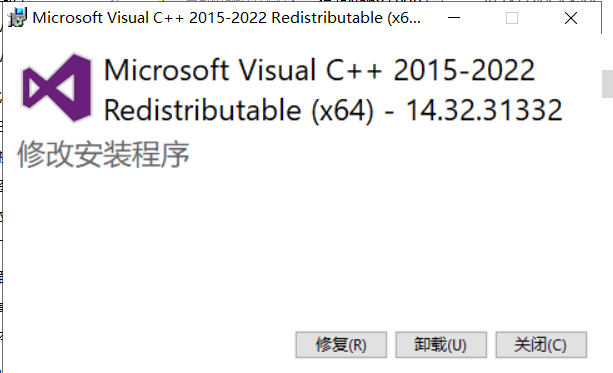 Microsoft Visual C++ 2015-2022 Redistributable (x6...
Microsoft Visual C++ 2015-2022
Redistributable (x64) - 14.32.31332
修改安装程序
修复(R) 卸载(U) 关闭(C)